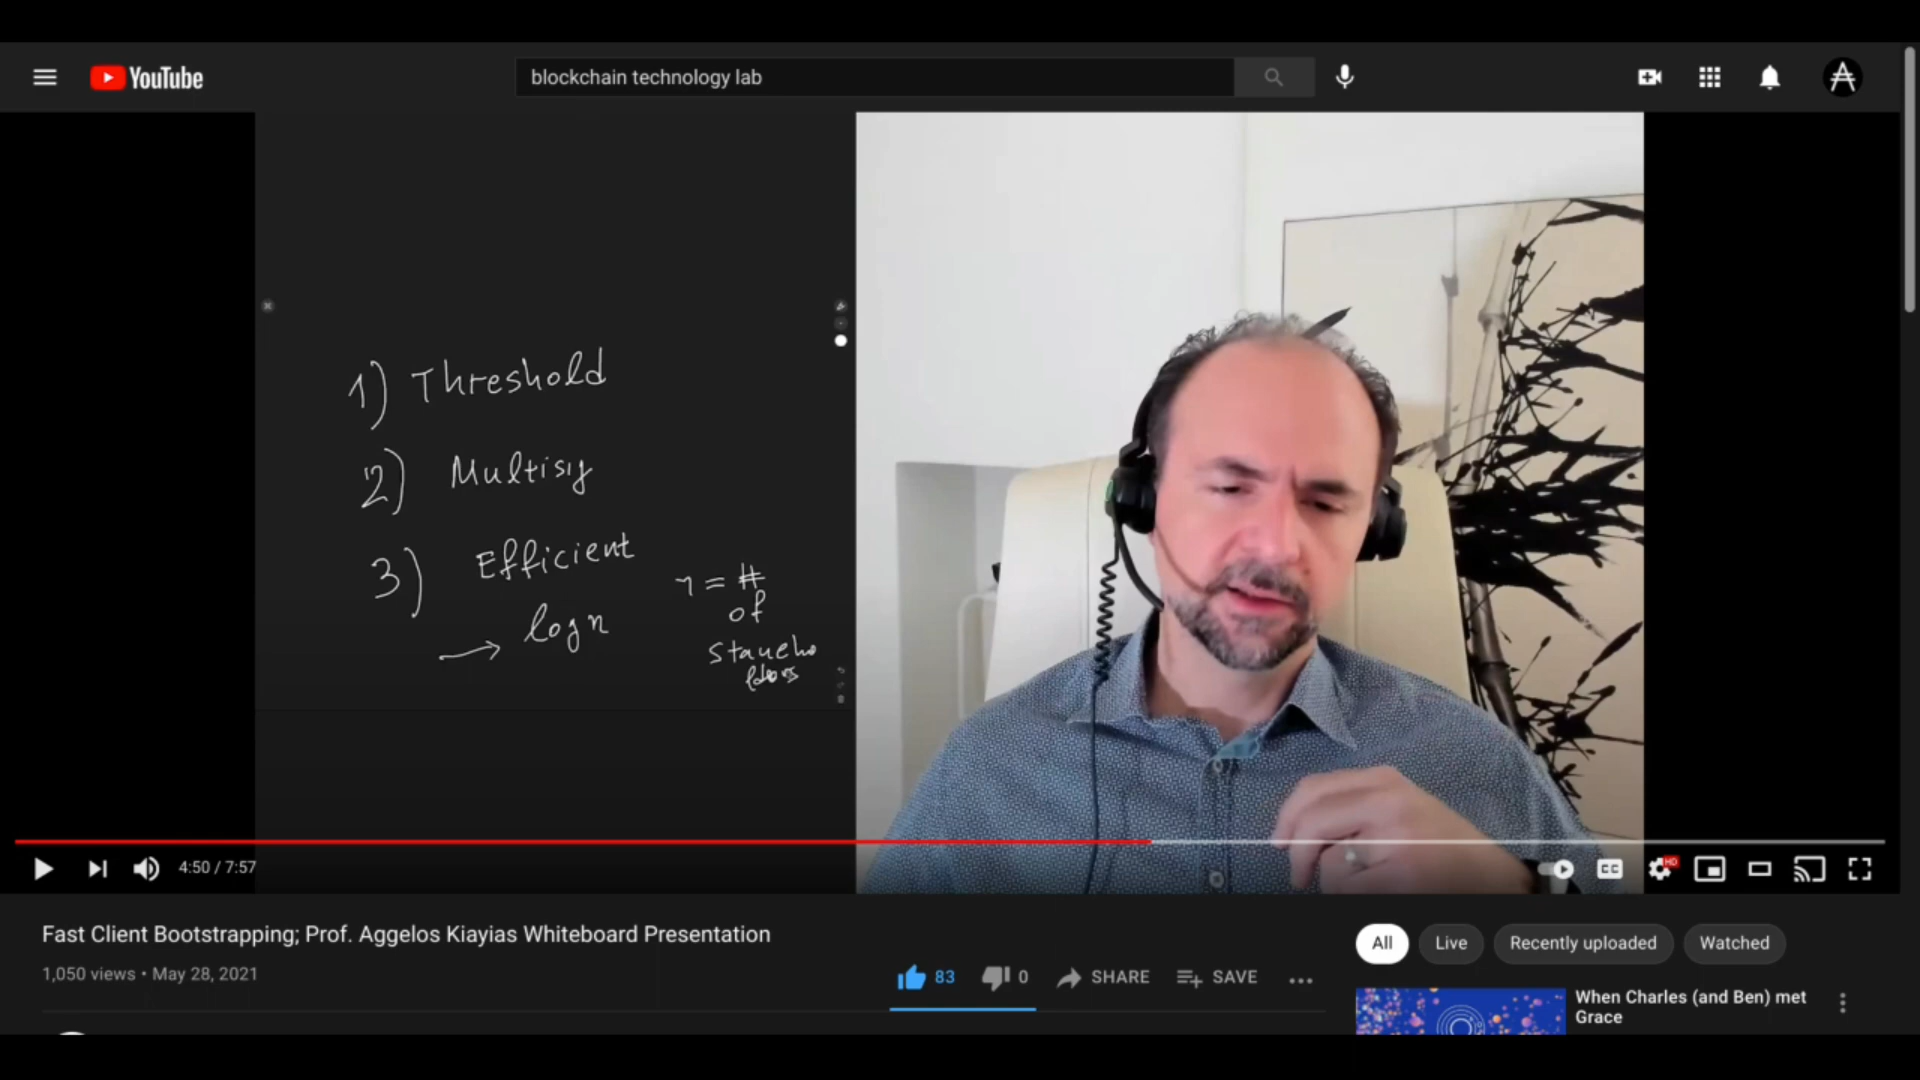 YouTube
blockchain technology lab
1) Threshold
2) Multisig
3) Efficient
→ log n
n = #
of
stakeho
lders
4:50 / 7:57
CC
HD
Fast Client Bootstrapping; Prof. Aggelos Kiayias Whiteboard Presentation
1,050 views • May 28, 2021
83
0
SHARE
SAVE
All
Live
Recently uploaded
Watched
When Charles (and Ben) met
Grace